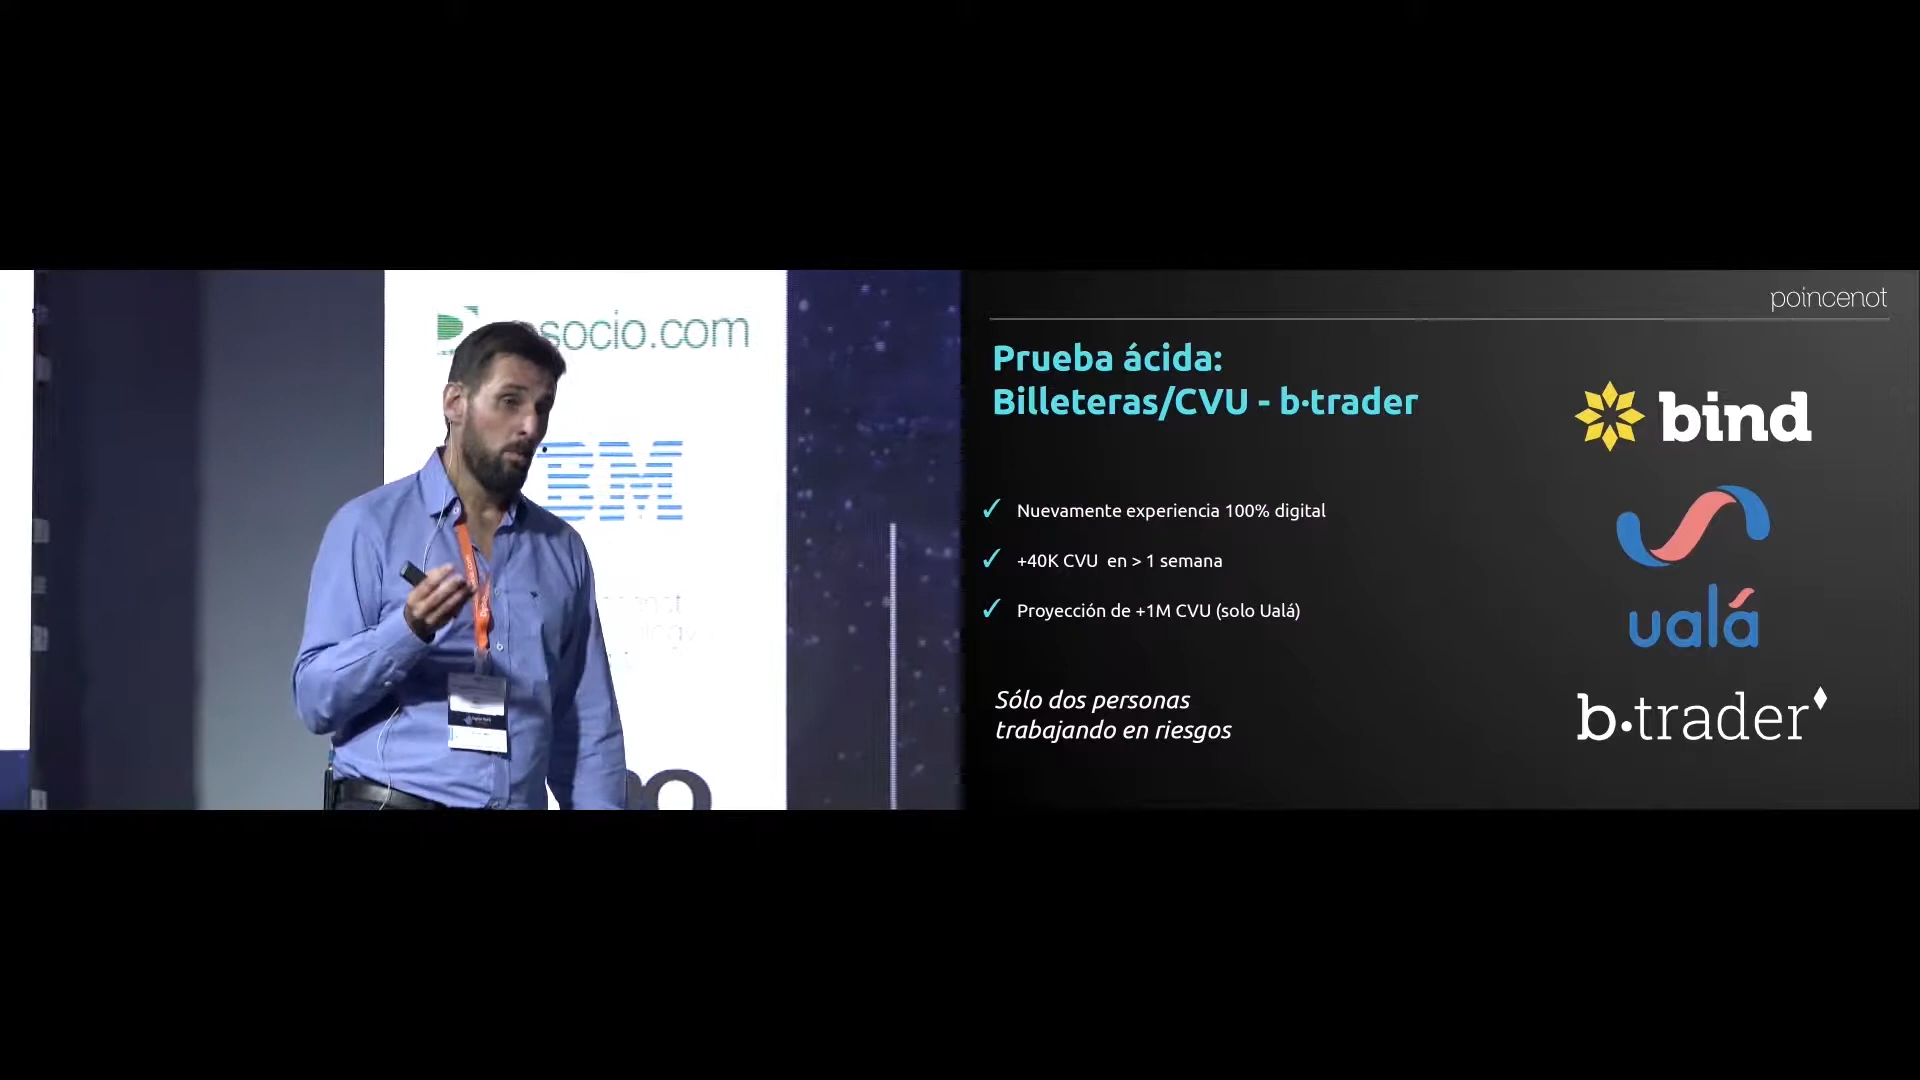 socio.com
BM
poincenot
Prueba ácida:
Billeteras/CVU - b·trader
✓ Nuevamente experiencia 100% digital
✓ +40K CVU en > 1 semana
✓ Proyección de +1M CVU (solo Ualá)
Sólo dos personas
trabajando en riesgos
bind
ualá
b·trader